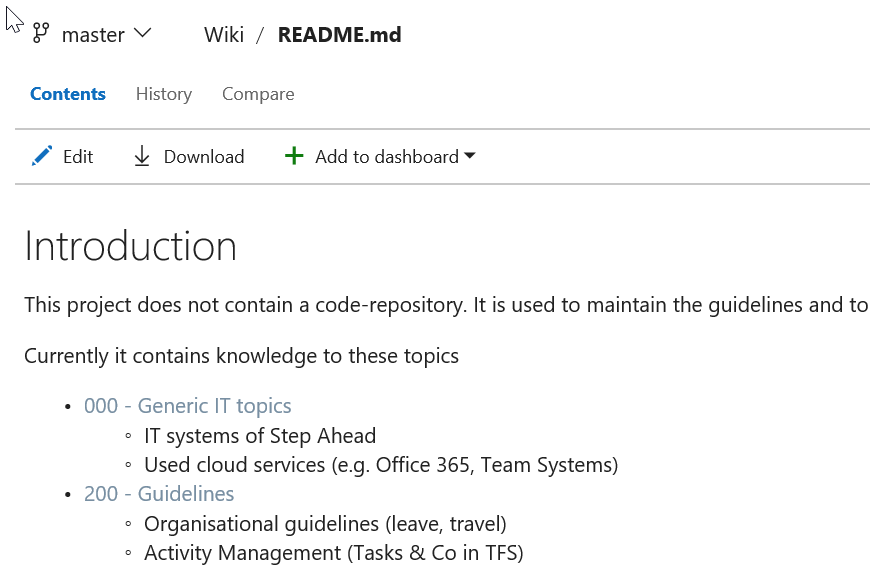 master Wiki / README.md
Contents History Compare
Edit Download Add to dashboard
Introduction
This project does not contain a code-repository. It is used to maintain the guidelines and to
Currently it contains knowledge to these topics
• 000 - Generic IT topics
◦ IT systems of Step Ahead
◦ Used cloud services (e.g. Office 365, Team Systems)
• 200 - Guidelines
◦ Organisational guidelines (leave, travel)
◦ Activity Management (Tasks & Co in TFS)